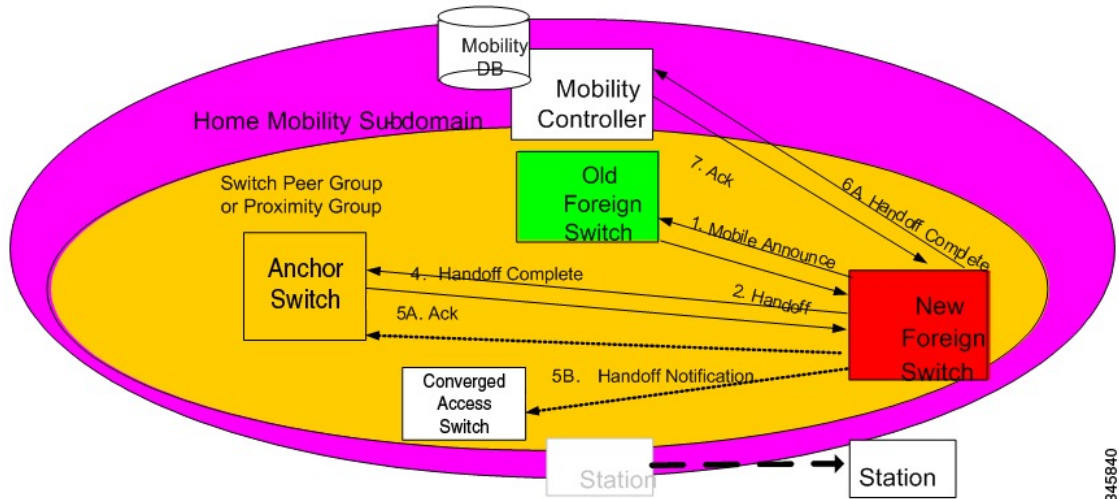 Mobility
DB
Mobility
Controller
Home Mobility Subdomain
Switch Peer Group
or Proximity Group
Old
Foreign
Switch
7. Ack
6A. Handoff Complete
1. Mobile Announce
Anchor
Switch
4. Handoff Complete
2. Handoff
5A. Ack
New
Foreign
Switch
5B. Handoff Notification
Converged
Access
Switch
Station
Station
345840